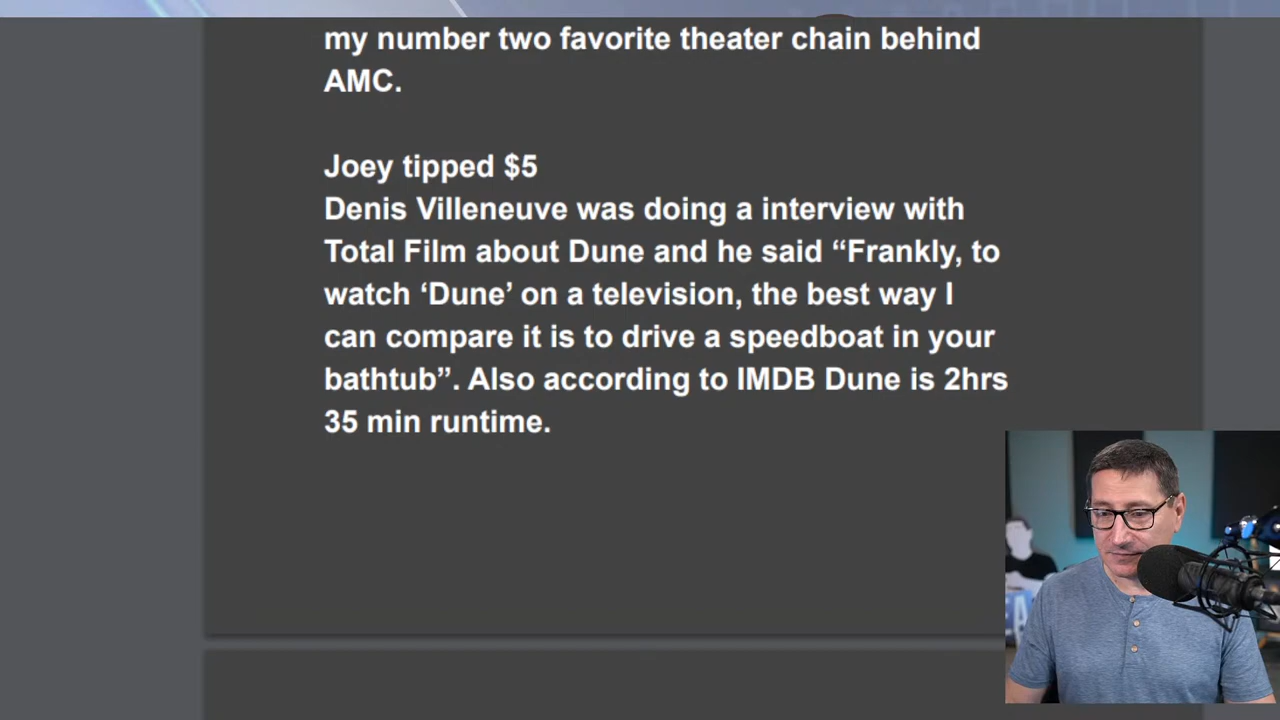 my number two favorite theater chain behind
AMC.
Joey tipped $5
Denis Villeneuve was doing a interview with
Total Film about Dune and he said “Frankly, to
watch ‘Dune’ on a television, the best way I
can compare it is to drive a speedboat in your
bathtub”. Also according to IMDB Dune is 2hrs
35 min runtime.